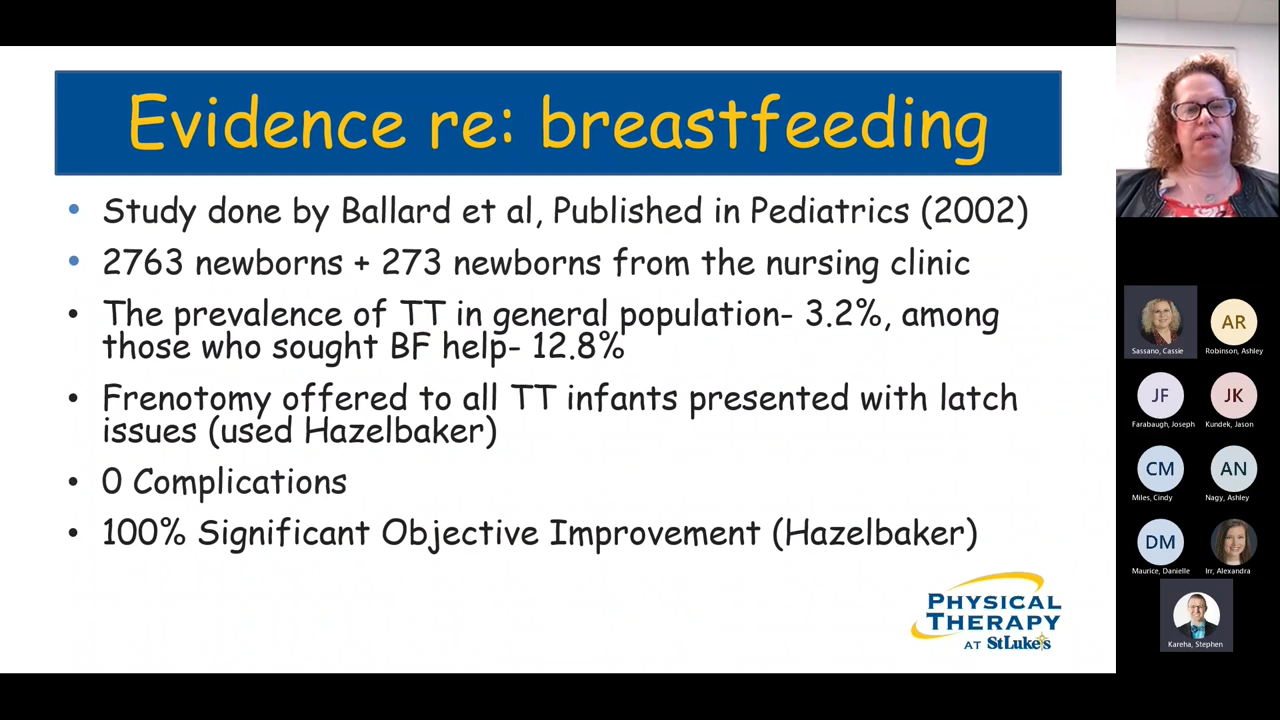 Evidence re: breastfeeding
• Study done by Ballard et al, Published in Pediatrics (2002)
• 2763 newborns + 273 newborns from the nursing clinic
• The prevalence of TT in general population- 3.2%, among
those who sought BF help- 12.8%
• Frenotomy offered to all TT infants presented with latch
issues (used Hazelbaker)
• 0 Complications
• 100% Significant Objective Improvement (Hazelbaker)
PHYSICAL
THERAPY
AT StLuke's
Sassano, Cassie
AR
Robinson, Ashley
JF
Farabaugh, Joseph
JK
Kundek, Jason
CM
Miles, Cindy
AN
Nagy, Ashley
DM
Maurice, Danielle
Irr, Alexandra
Kareha, Stephen